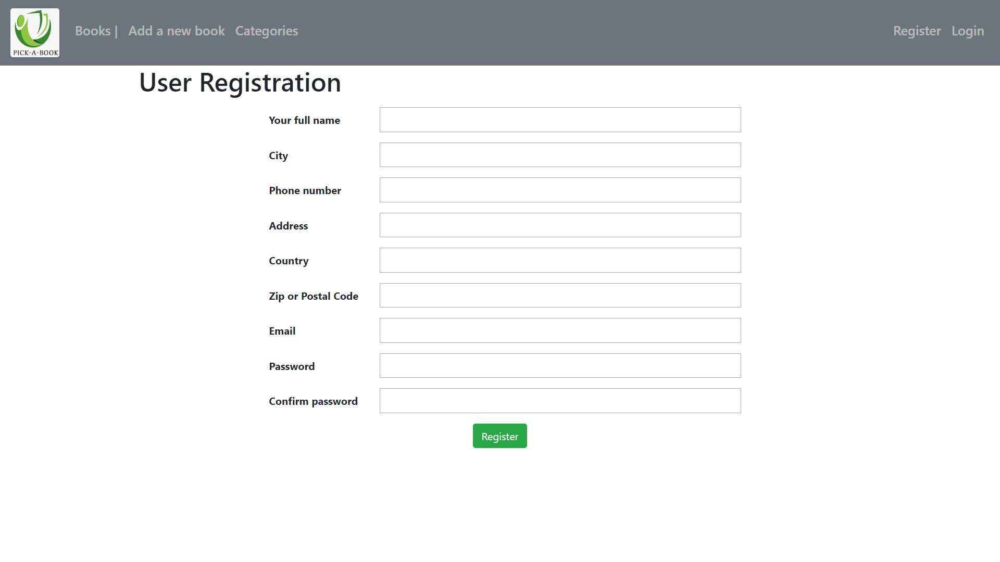 PICK-A-BOOK
Books | Add a new book Categories Register Login
User Registration
Your full name
City
Phone number
Address
Country
Zip or Postal Code
Email
Password
Confirm password
Register